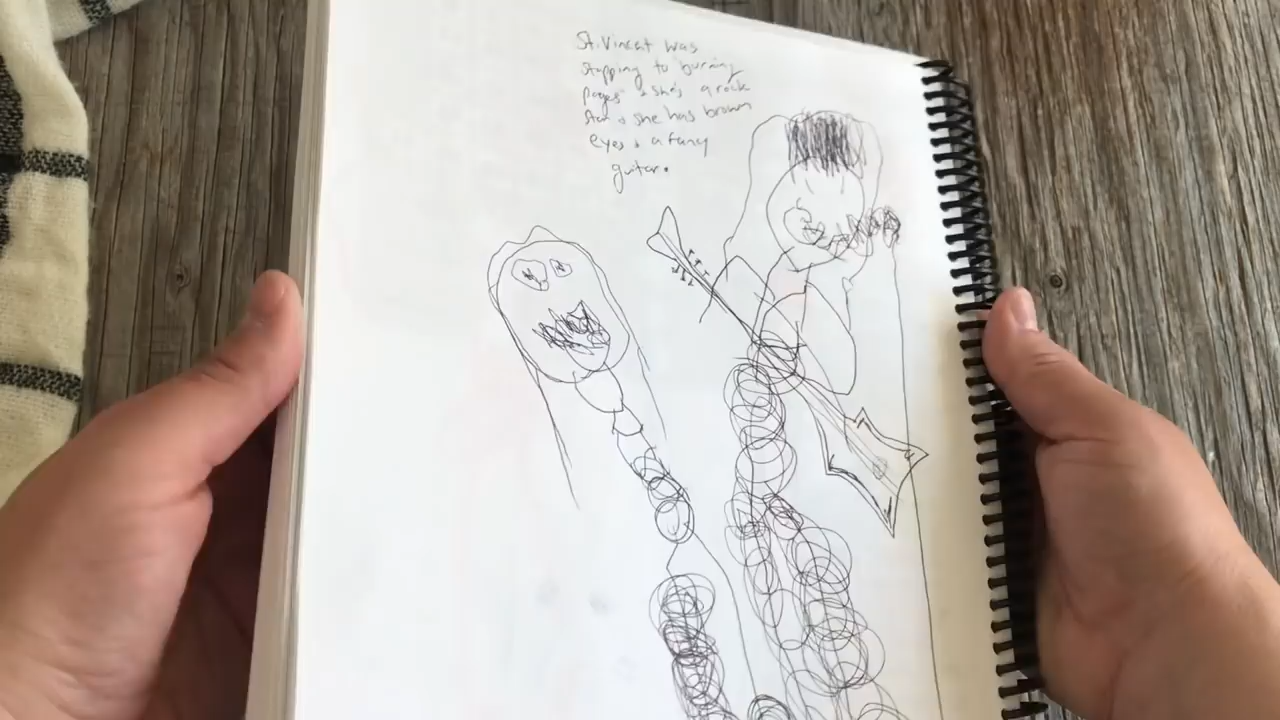 St. Vincent was
stopping to burning
pages & she's a rock
star & she has brown
eyes & a fancy
guitar.